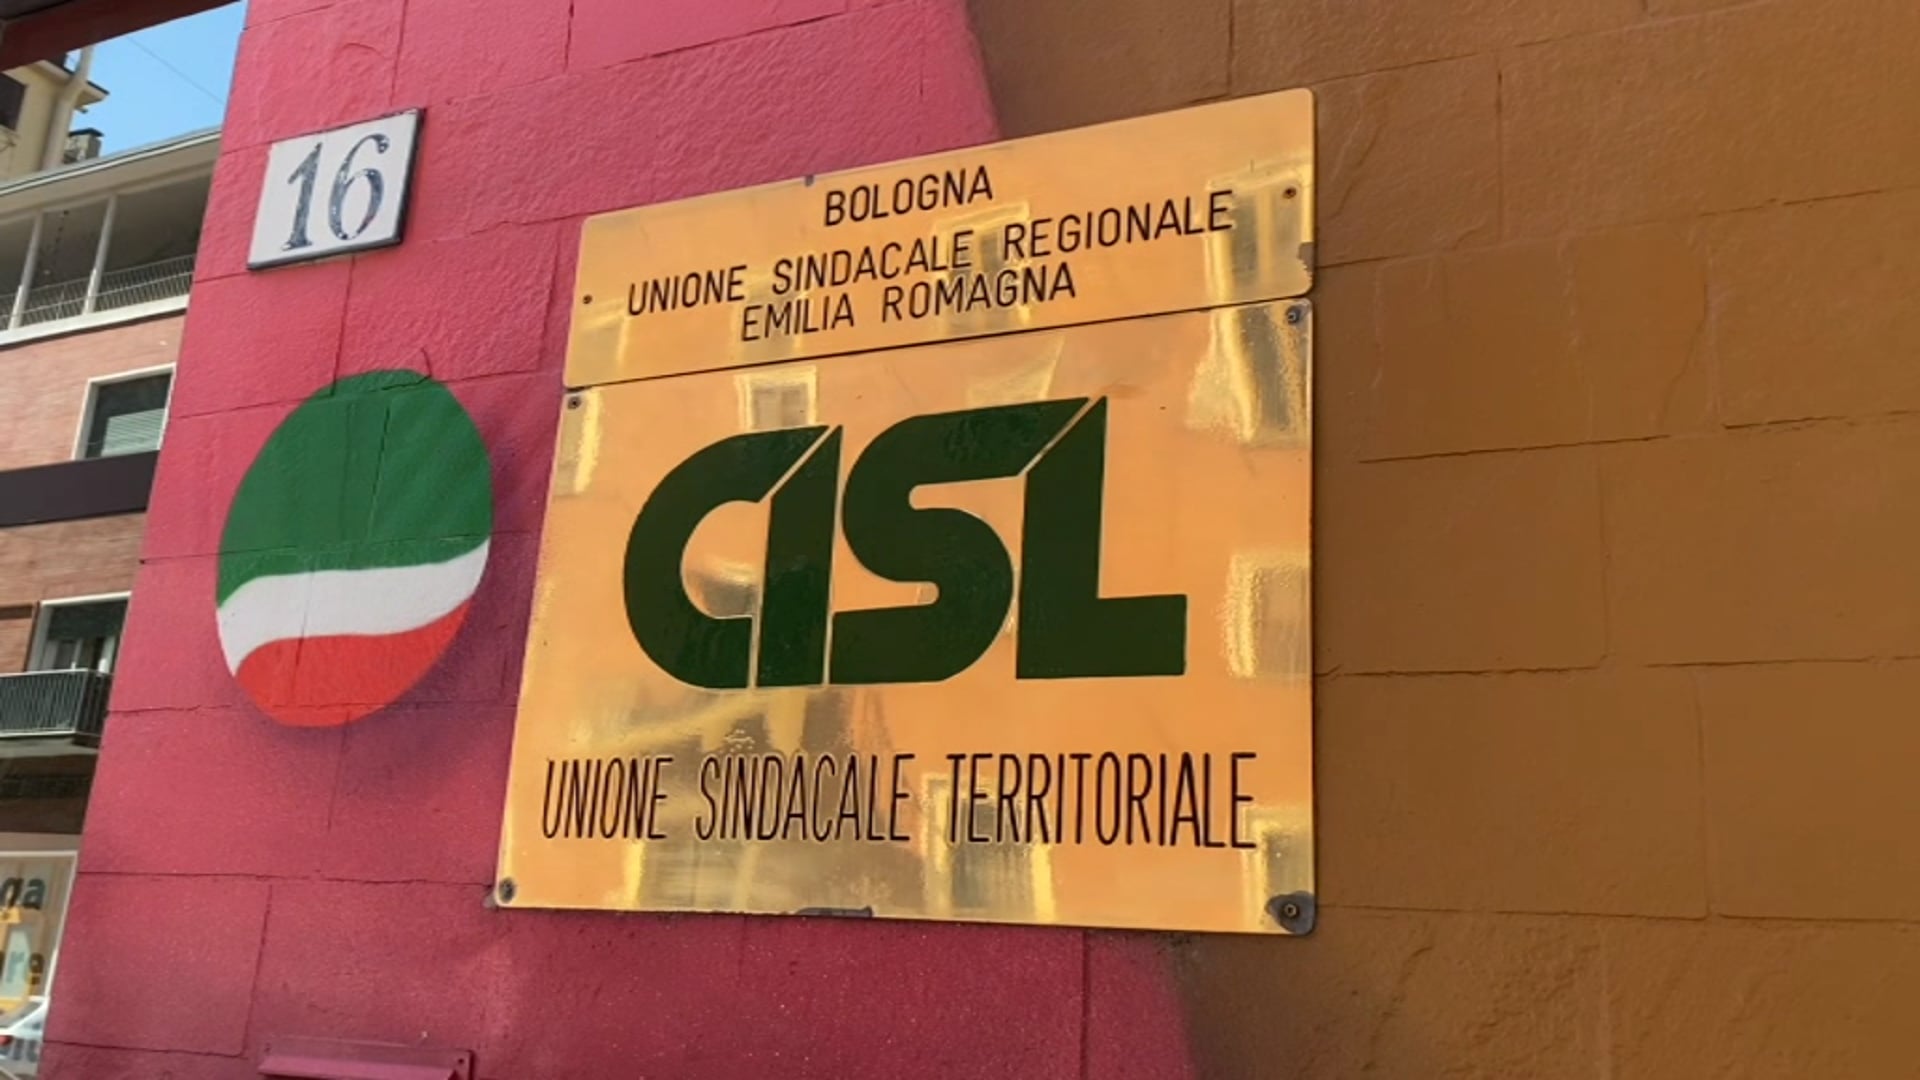 16
BOLOGNA
UNIONE SINDACALE REGIONALE
EMILIA ROMAGNA
CISL
UNIONE SINDACALE TERRITORIALE